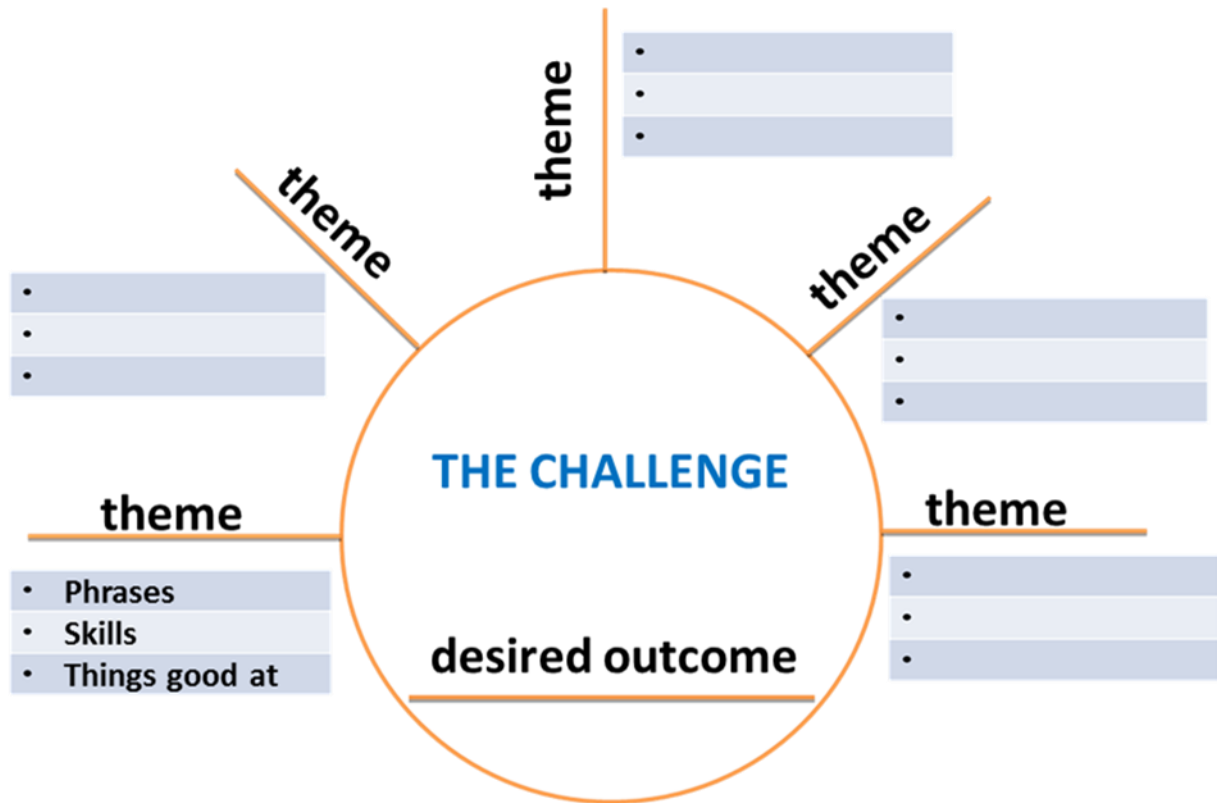 theme
theme
theme
THE CHALLENGE
theme
• Phrases
• Skills
• Things good at
theme
desired outcome